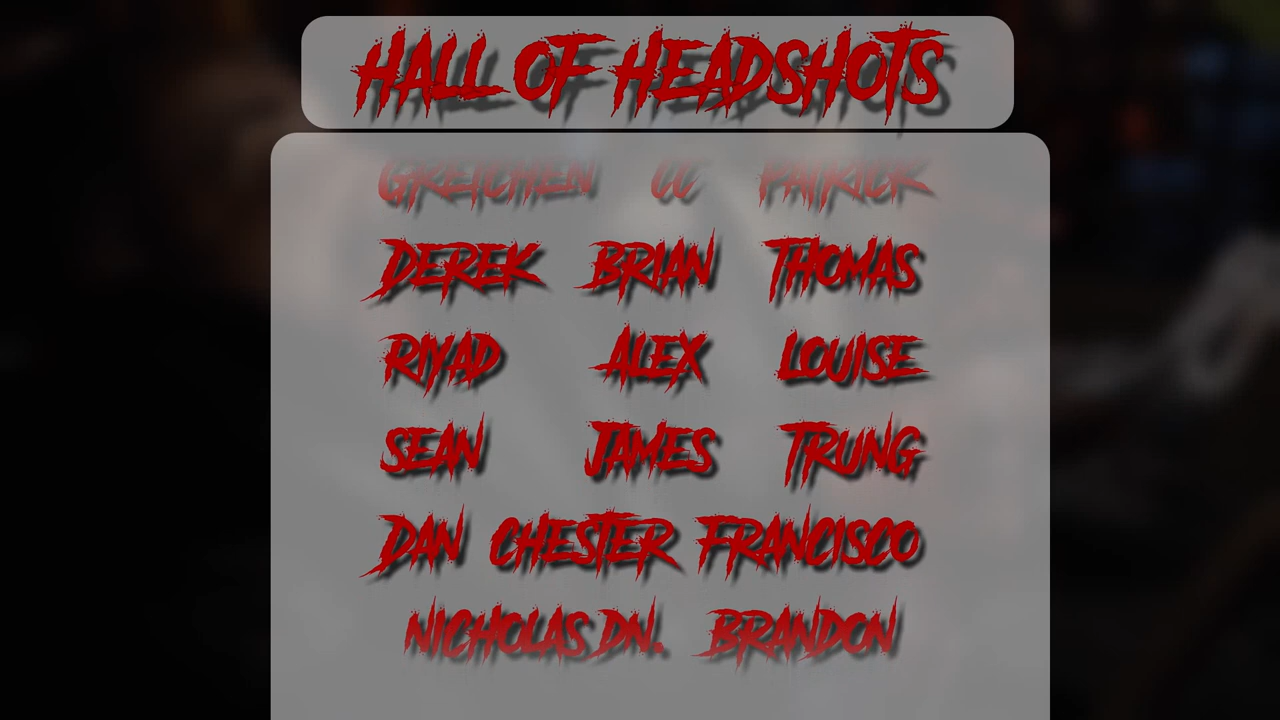 HALL OF HEADSHOTS
GRETCHEN CC PATRICK
DEREK BRIAN THOMAS
RIYAD ALEX LOUISE
SEAN JAMES TRUNG
DAN CHESTER FRANCISCO
NICHOLAS DN. BRANDON